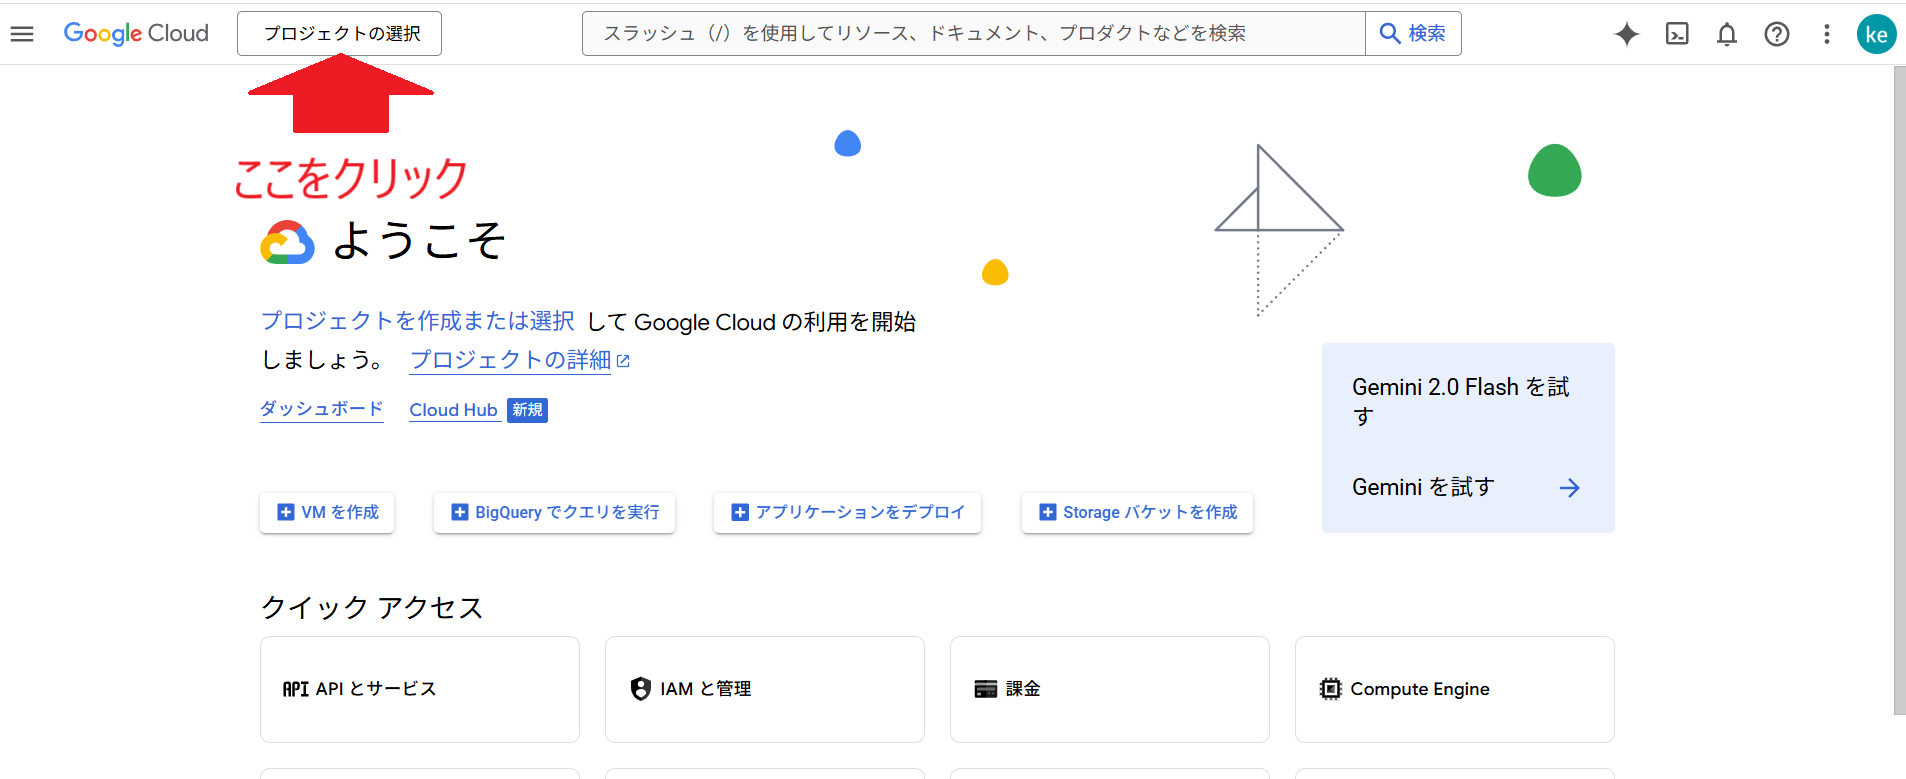 Google Cloud
プロジェクトの選択
スラッシュ（/）を使用してリソース、ドキュメント、プロダクトなどを検索
検索
ke
ここをクリック
ようこそ
プロジェクトを作成または選択 して Google Cloud の利用を開始
しましょう。 プロジェクトの詳細
ダッシュボード Cloud Hub 新規
Gemini 2.0 Flash を試
す
Gemini を試す
VM を作成
BigQuery でクエリを実行
アプリケーションをデプロイ
Storage バケットを作成
クイック アクセス
API API とサービス
IAM と管理
課金
Compute Engine